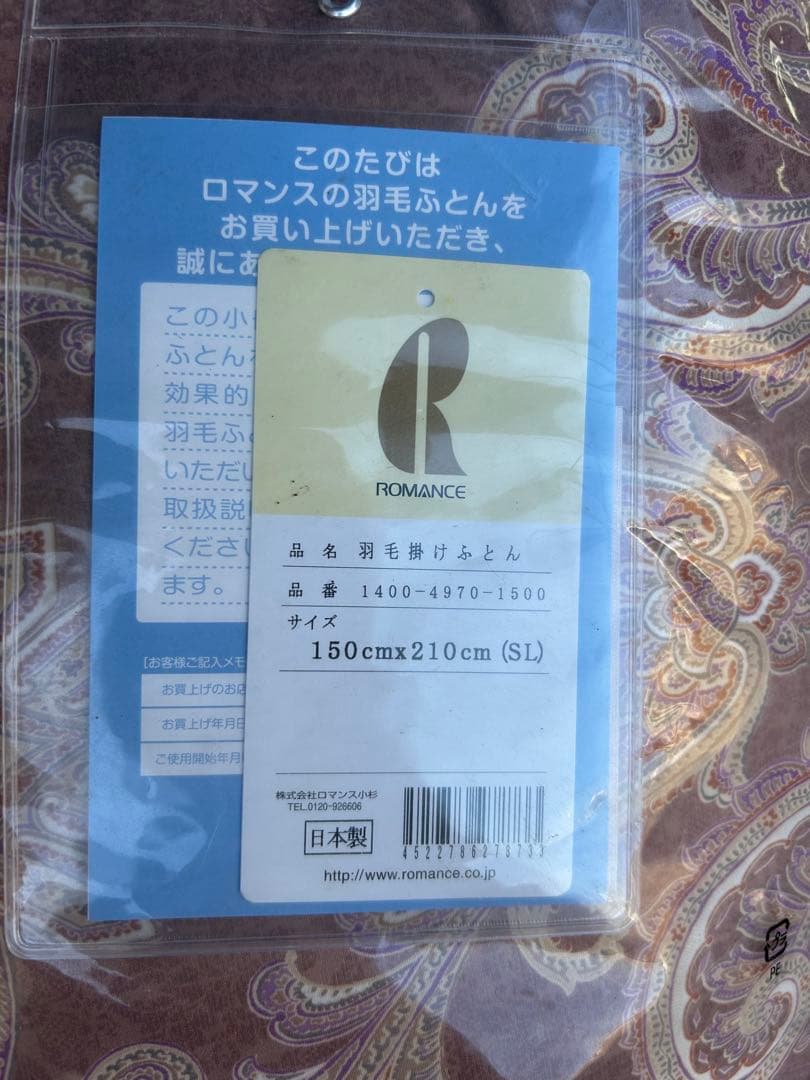 このたびは
ロマンスの羽毛ふとんを
お買い上げいただき、
誠にあ
この小
ふとんを
効果的
羽毛ふ
いただい
取扱説
くださ
ます。
[お客様ご記入メモ
お買上げのお店
お買上げ年月日
ご使用開始年月
ROMANCE
品 名 羽毛掛けふとん
品 番 1400-4970-1500
サイズ
150cmx210cm (SL)
株式会社ロマンス小杉
TEL.0120-926606
日本製
4522786278733
http://www.romance.co.jp
PE